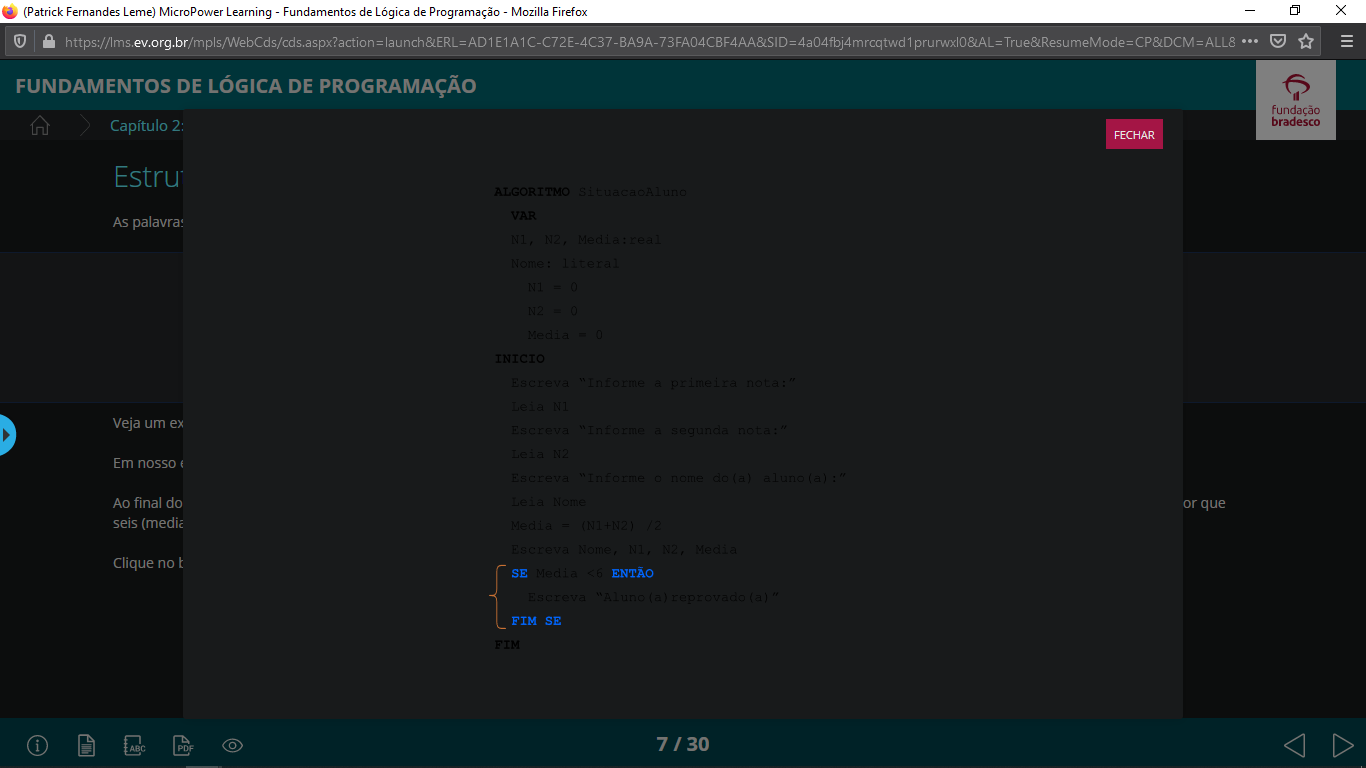 (Patrick Fernandes Leme) MicroPower Learning - Fundamentos de Lógica de Programação - Mozilla Firefox
https://lms.ev.org.br/mpls/WebCds/cds.aspx?action=launch&ERL=AD1E1A1C-C72E-4C37-BA9A-73FA04CBF4AA&SID=4a04fbj4mrcqtwd1prurwxl0&AL=True&ResumeMode=CP&DCM=ALL&
FUNDAMENTOS DE LÓGICA DE PROGRAMAÇÃO
fundação
bradesco
Capítulo 2:
FECHAR
Estrut
As palavras
ALGORITMO SituacaoAluno
VAR
N1, N2, Media:real
Nome: literal
N1 = 0
N2 = 0
Media = 0
INICIO
Escreva “Informe a primeira nota:”
Leia N1
Escreva “Informe a segunda nota:”
Leia N2
Escreva “Informe o nome do(a) aluno(a):”
Leia Nome
Media = (N1+N2) /2
Escreva Nome, N1, N2, Media
SE Media <6 ENTÃO
Escreva “Aluno(a)reprovado(a)”
FIM SE
FIM
Veja um ex
Em nosso e
Ao final do
or que
seis (media
Clique no b
ABC
PDF
7 / 30